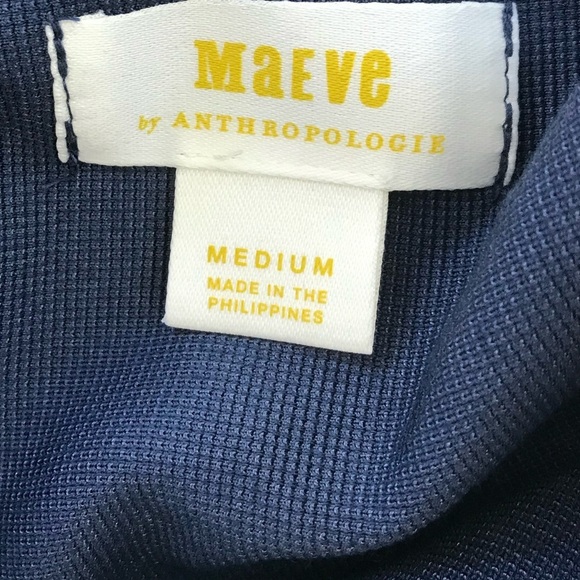 MaEve
by ANTHROPOLOGIE
MEDIUM
MADE IN THE
PHILIPPINES